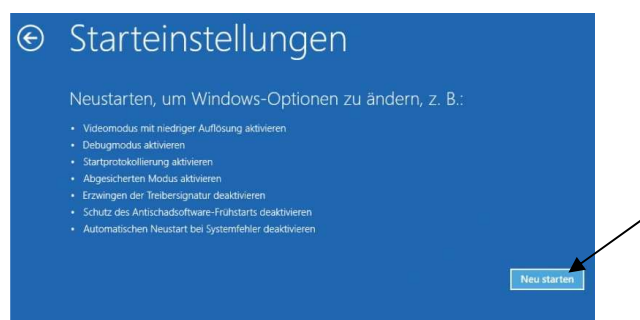 Starteinstellungen
Neustarten, um Windows-Optionen zu ändern, z. B.:
• Videomodus mit niedriger Auflösung aktivieren
• Debugmodus aktivieren
• Startprotokollierung aktivieren
• Abgesicherten Modus aktivieren
• Erzwingen der Treibersignatur deaktivieren
• Schutz des Antischadsoftware-Frühstarts deaktivieren
• Automatischen Neustart bei Systemfehler deaktivieren
Neu starten